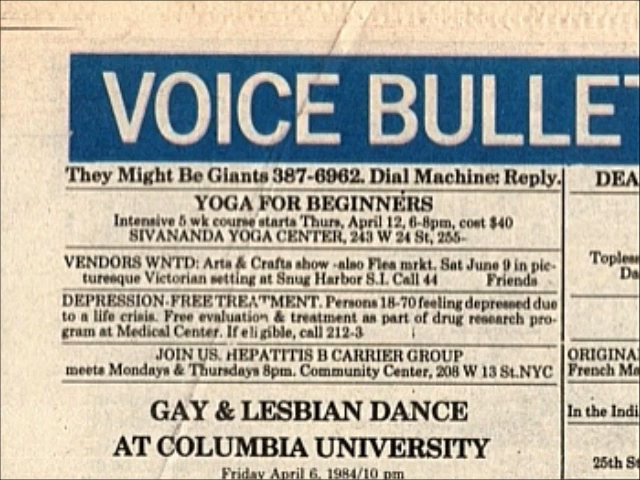 VOICE BULLET
They Might Be Giants 387-6962. Dial Machine: Reply.
YOGA FOR BEGINNERS
Intensive 5 wk course starts Thurs, April 12, 6-8pm, cost $40
SIVANANDA YOGA CENTER, 243 W 24 St, 255-
VENDORS WNTD: Arts & Crafts show -also Flea mrkt. Sat June 9 in pic-
turesque Victorian setting at Snug Harbor S.I. Call 44 Friends
DEPRESSION-FREE TREATMENT. Persons 18-70 feeling depressed due
to a life crisis. Free evaluation & treatment as part of drug research pro-
gram at Medical Center. If eligible, call 212-3
JOIN US. HEPATITIS B CARRIER GROUP
meets Mondays & Thursdays 8pm. Community Center, 208 W 13 St.NYC
GAY & LESBIAN DANCE
AT COLUMBIA UNIVERSITY
Friday April 6, 1984/10 pm
DEA
Toples
Da
ORIGINA
French Ma
In the Indi
25th St